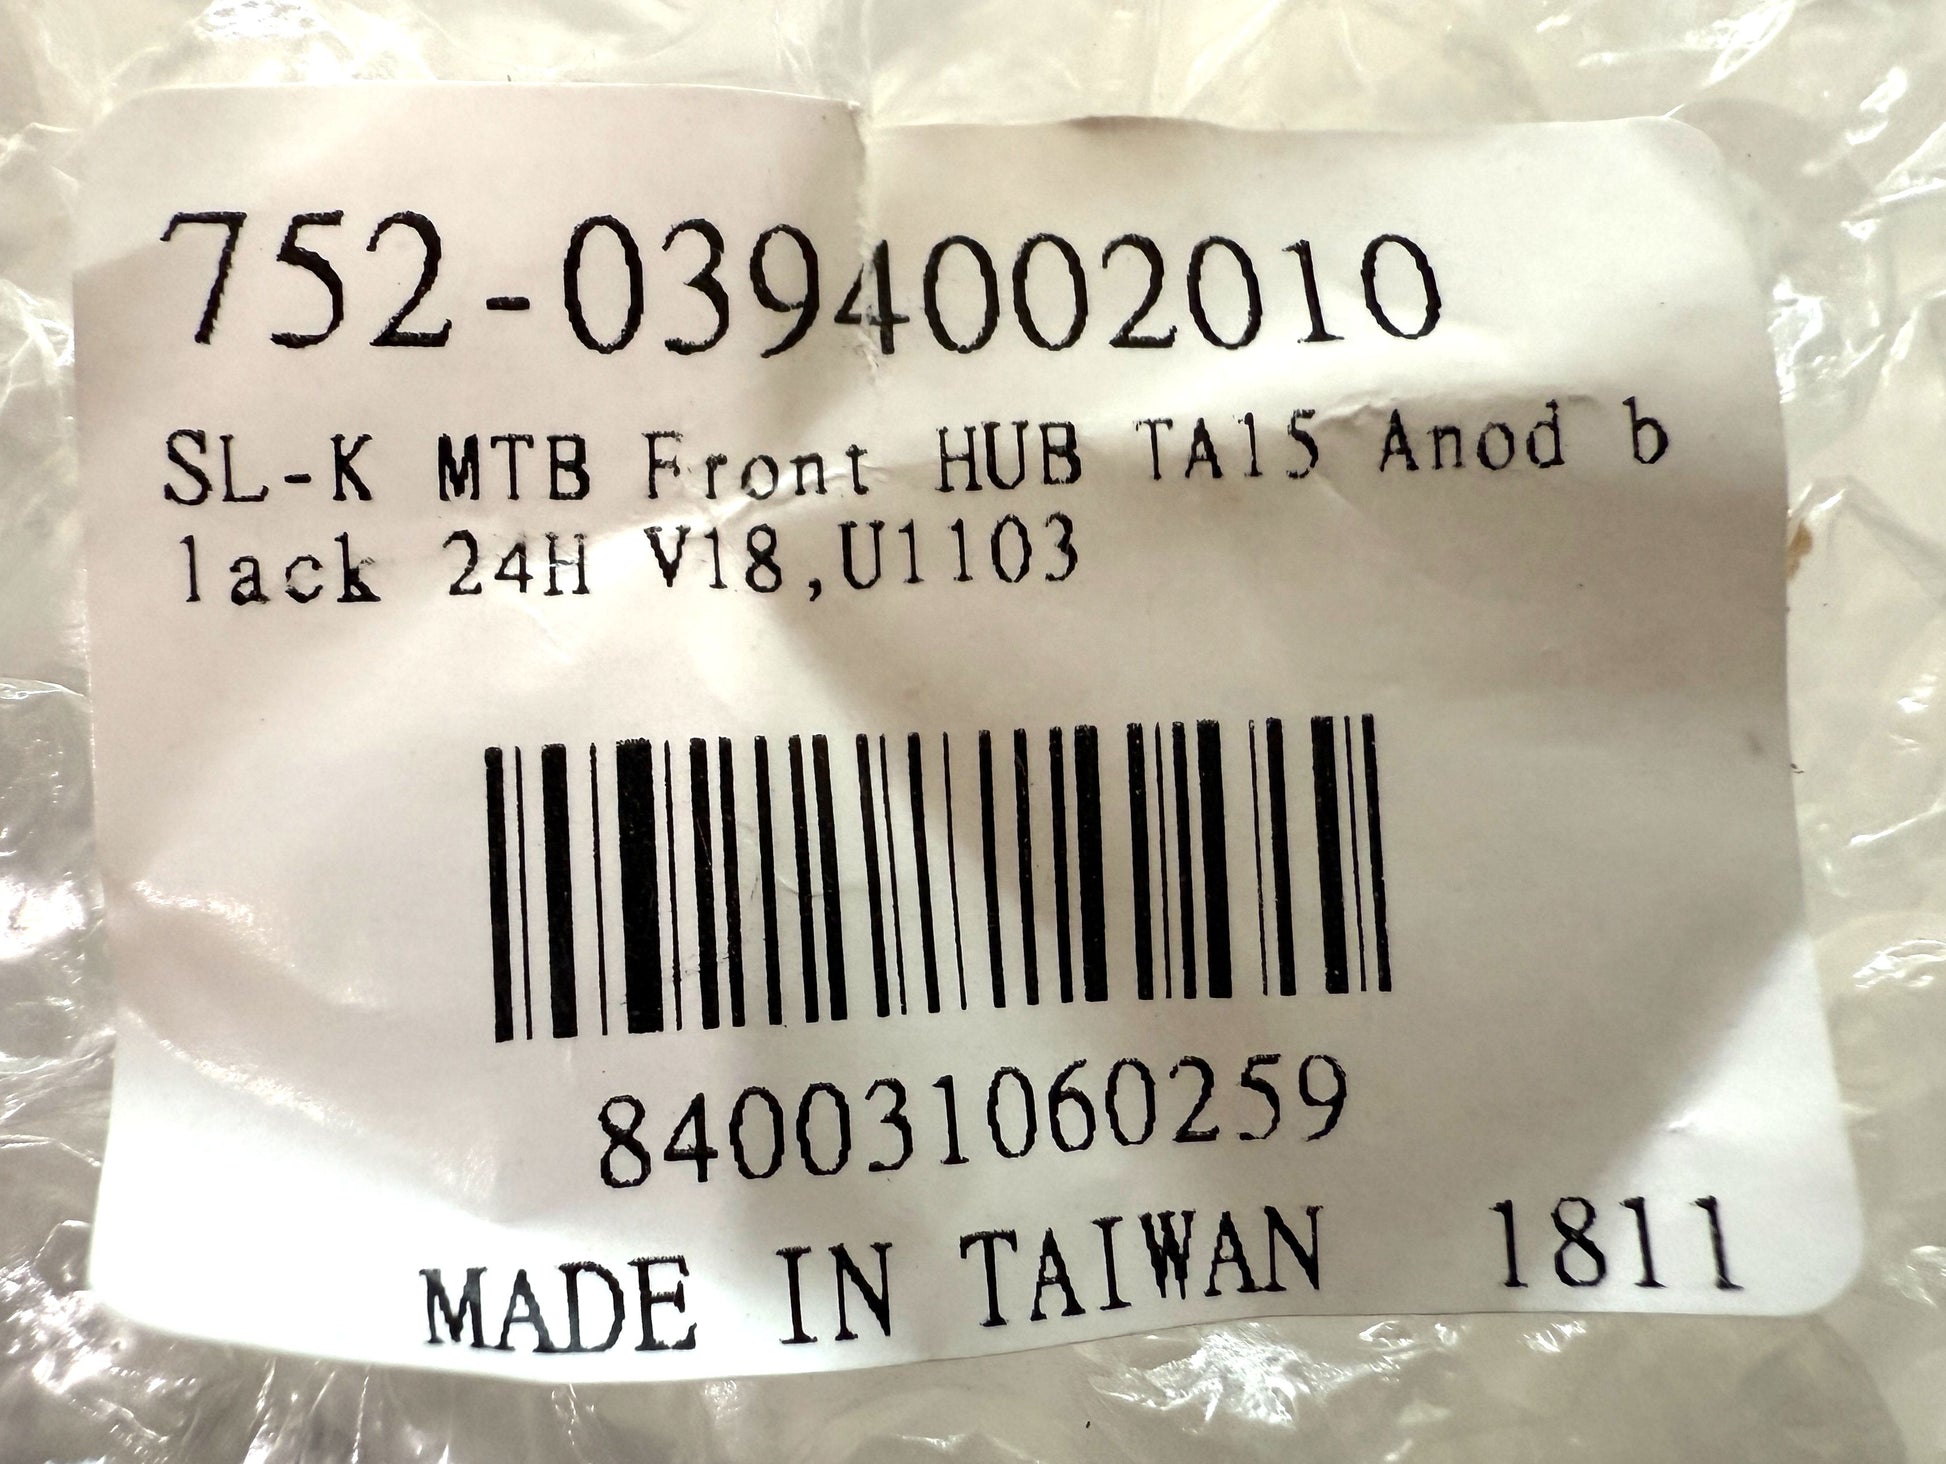 752-0394002010
SL-K MTB Front HUB TA15 Anod b
lack 24H V18,U1103
840031060259
MADE IN TAIWAN 1811